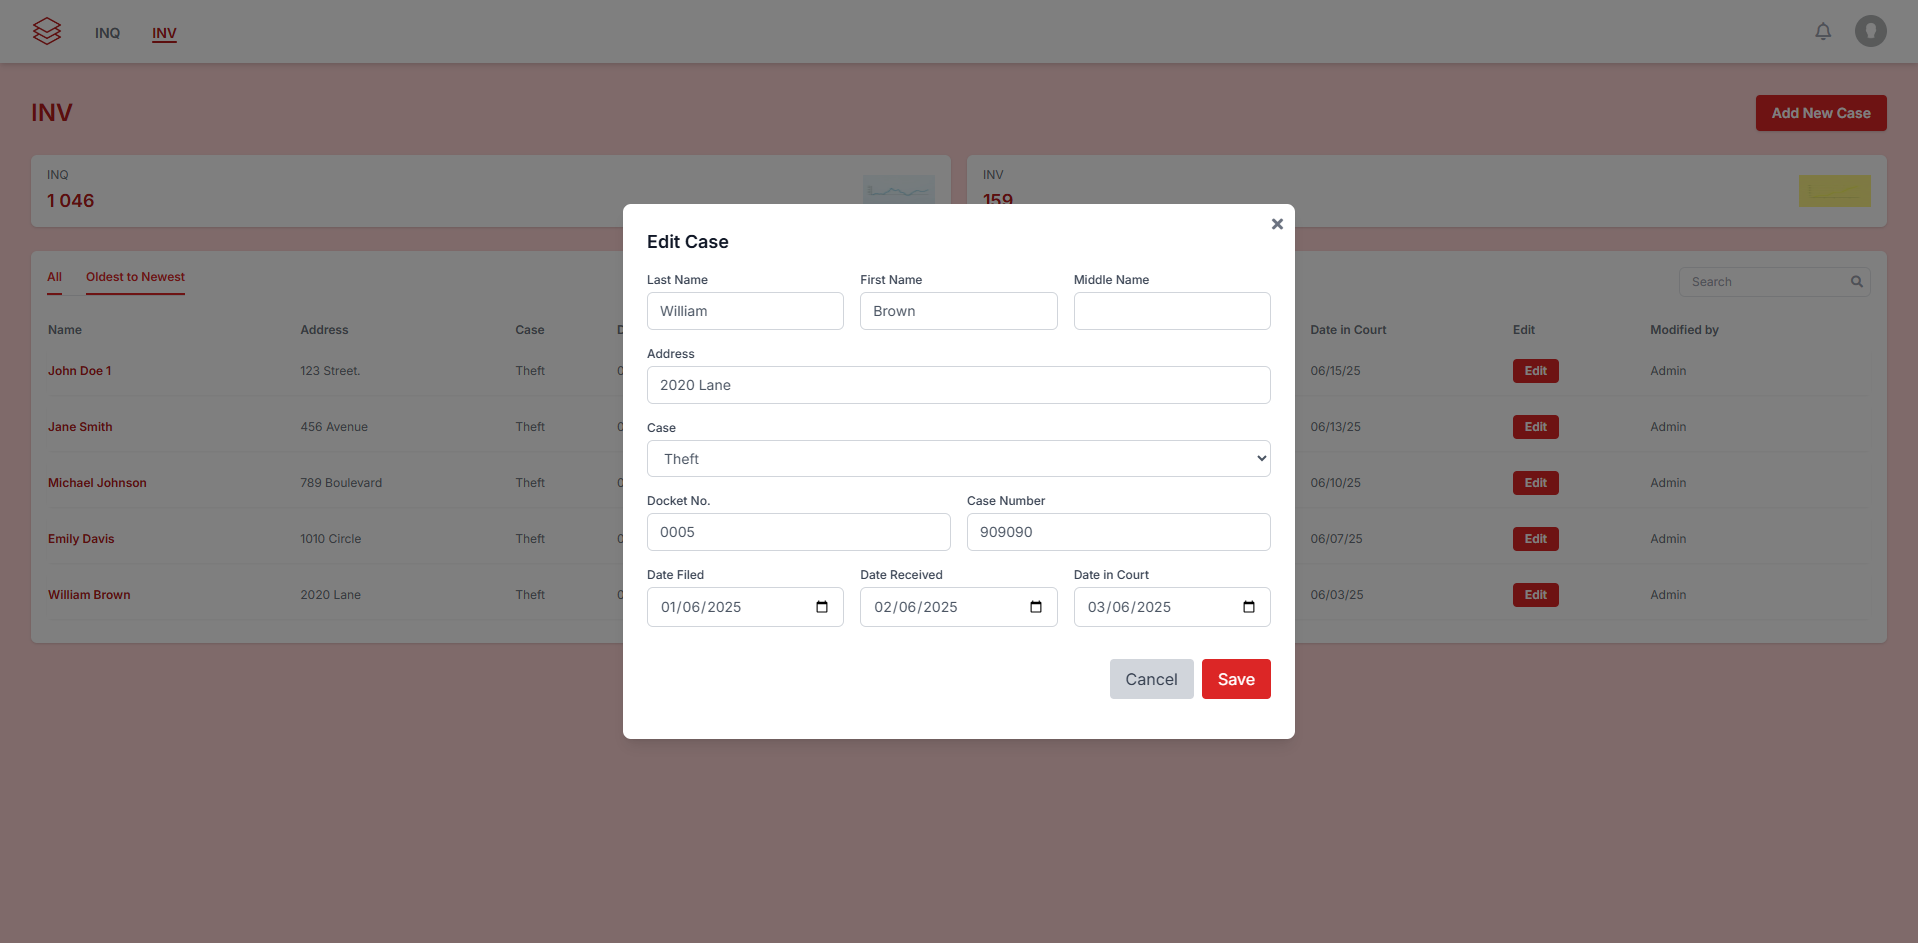 INQ INV
INV
Add New Case
INQ
1 046
INV
159
Edit Case
Last Name First Name Middle Name
William Brown
Address
2020 Lane
Case
Theft
Docket No. Case Number
0005 909090
Date Filed Date Received Date in Court
01/06/2025 02/06/2025 03/06/2025
Cancel Save
All Oldest to Newest
Search
Name Address Case D Date in Court Edit Modified by
John Doe 1 123 Street. Theft 0 06/15/25 Edit Admin
Jane Smith 456 Avenue Theft 0 06/13/25 Edit Admin
Michael Johnson 789 Boulevard Theft 0 06/10/25 Edit Admin
Emily Davis 1010 Circle Theft 0 06/07/25 Edit Admin
William Brown 2020 Lane Theft 0 06/03/25 Edit Admin